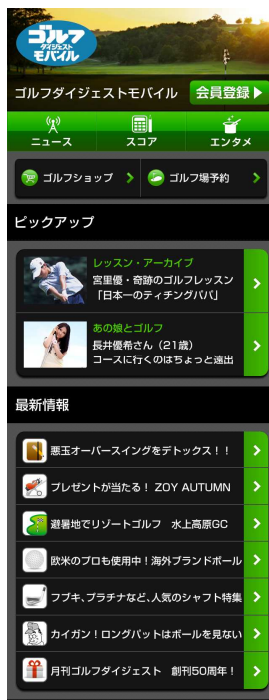 ゴルフ
ダイジェスト
モバイル
ゴルフダイジェストモバイル 会員登録▶
ニュース スコア エンタメ
ゴルフショップ ゴルフ場予約
ピックアップ
レッスン・アーカイブ
宮里優・奇跡のゴルフレッスン
「日本一のティーチングパパ」
あの娘とゴルフ
長井優希さん（21歳）
コースに行くのはちょっと遠出
最新情報
悪玉オーバースイングをデトックス！！
プレゼントが当たる！ ZOY AUTUMN
避暑地でリゾートゴルフ 水上高原GC
欧米のプロも使用中！海外ブランドボール
フブキ、プラチナなど、人気のシャフト特集
カイガン！ロングパットはボールを見ない
月刊ゴルフダイジェスト 創刊50周年！